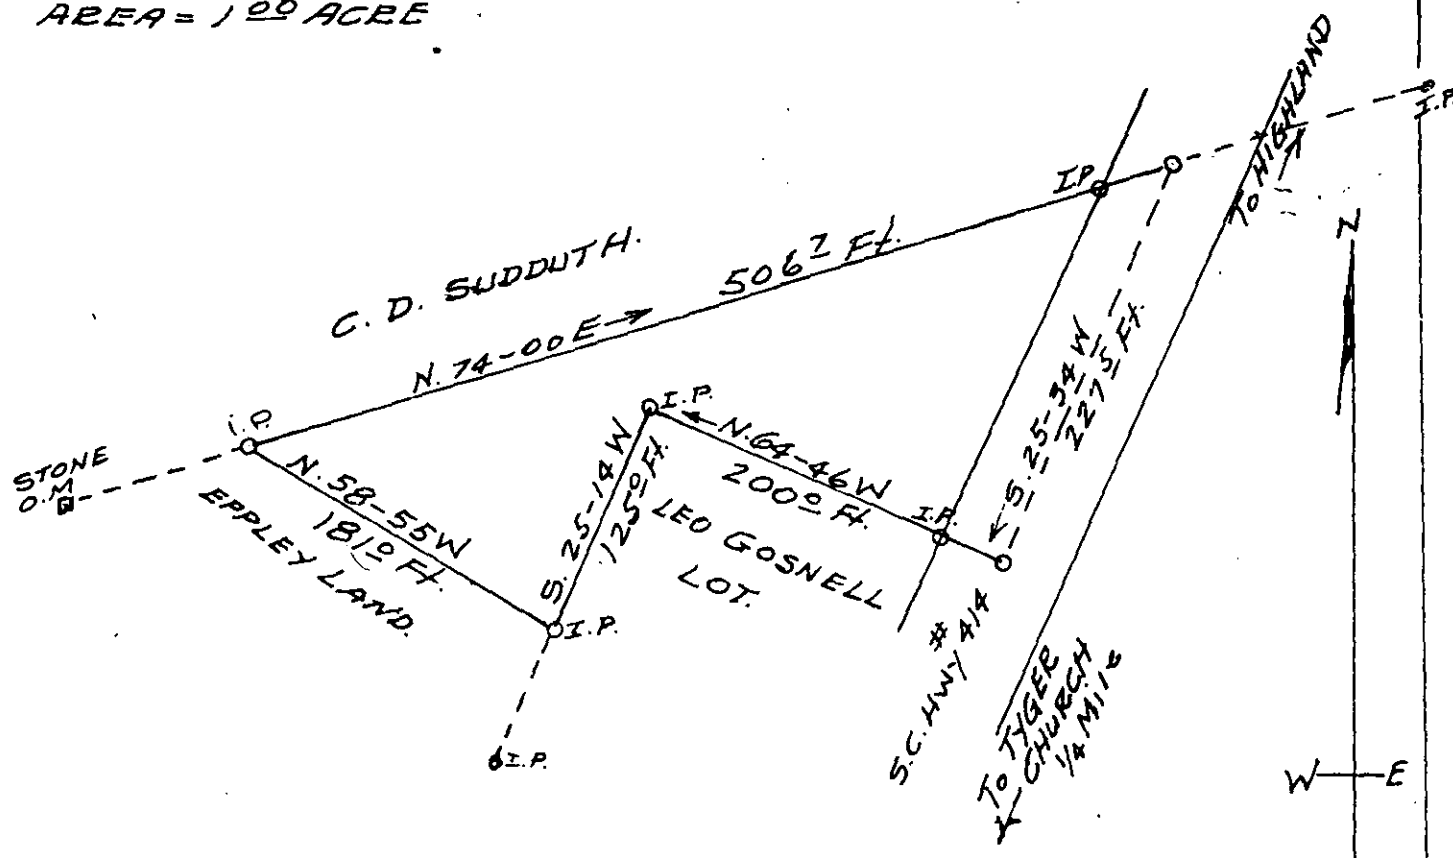 AREA = 1 00 ACRE
TO HIGHLAND
I.P.
I.P.
C. D. SUDDUTH.
506 7 Ft.
N. 74-00 E
N
S. 25-34 W
227 5 Ft.
I.P.
I.P.
N. 64-46 W
200 0 Ft.
STONE
O.M
N. 58-55 W
181 0 Ft.
EPPLEY LAND.
S. 25-14 W
125 0 Ft.
LEO GOSNELL
LOT.
I.P.
I.P.
I.P.
S.C. HWY # 414
TO TYGER
CHURCH
1/4 Mile
W E